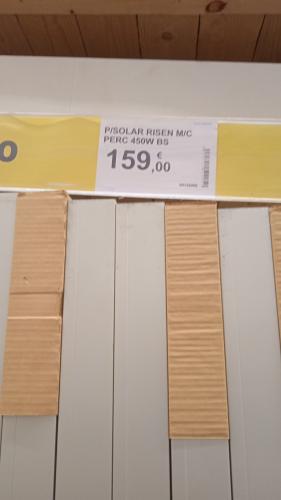 o
P/SOLAR RISEN M/C
PERC 450W BS
159,00 €